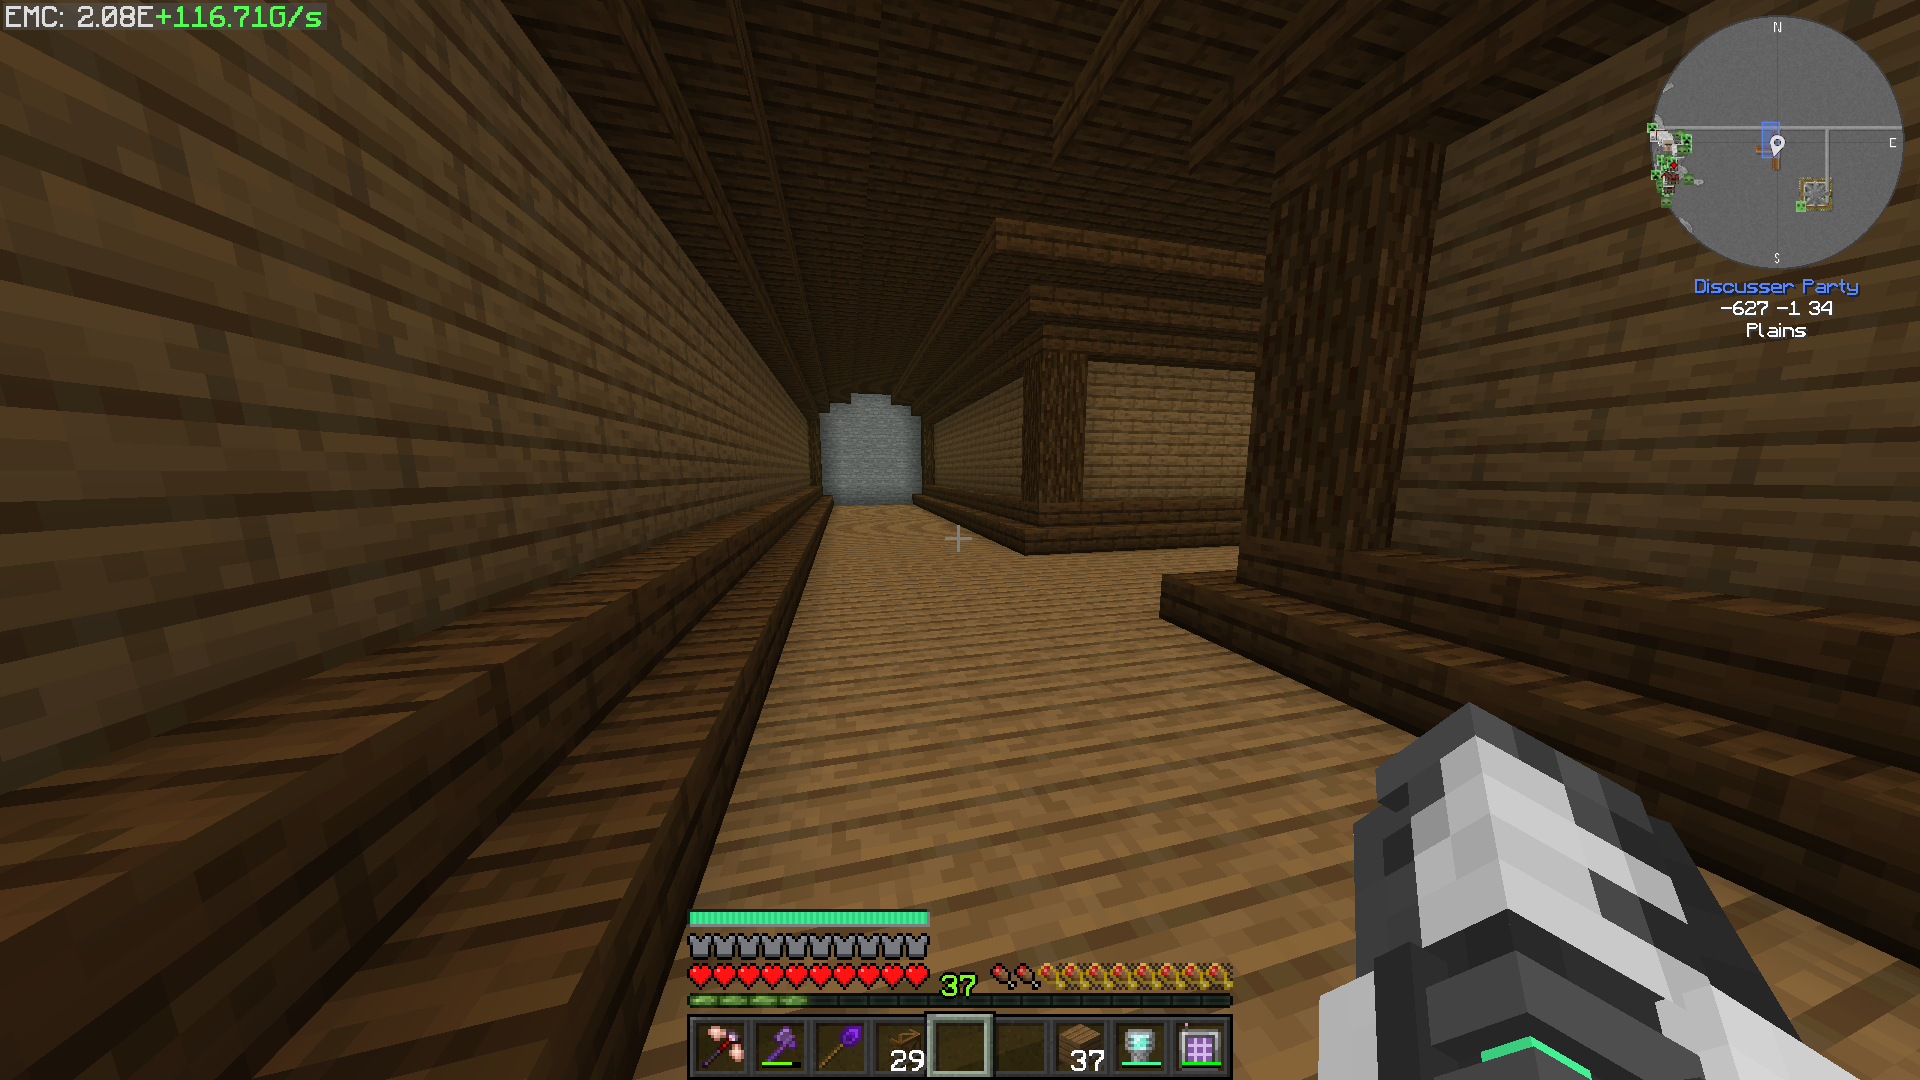 EMC: 2.08E+116.71G/s
N
E
S
Discusser Party
-627 -1 34
Plains
37
29
37